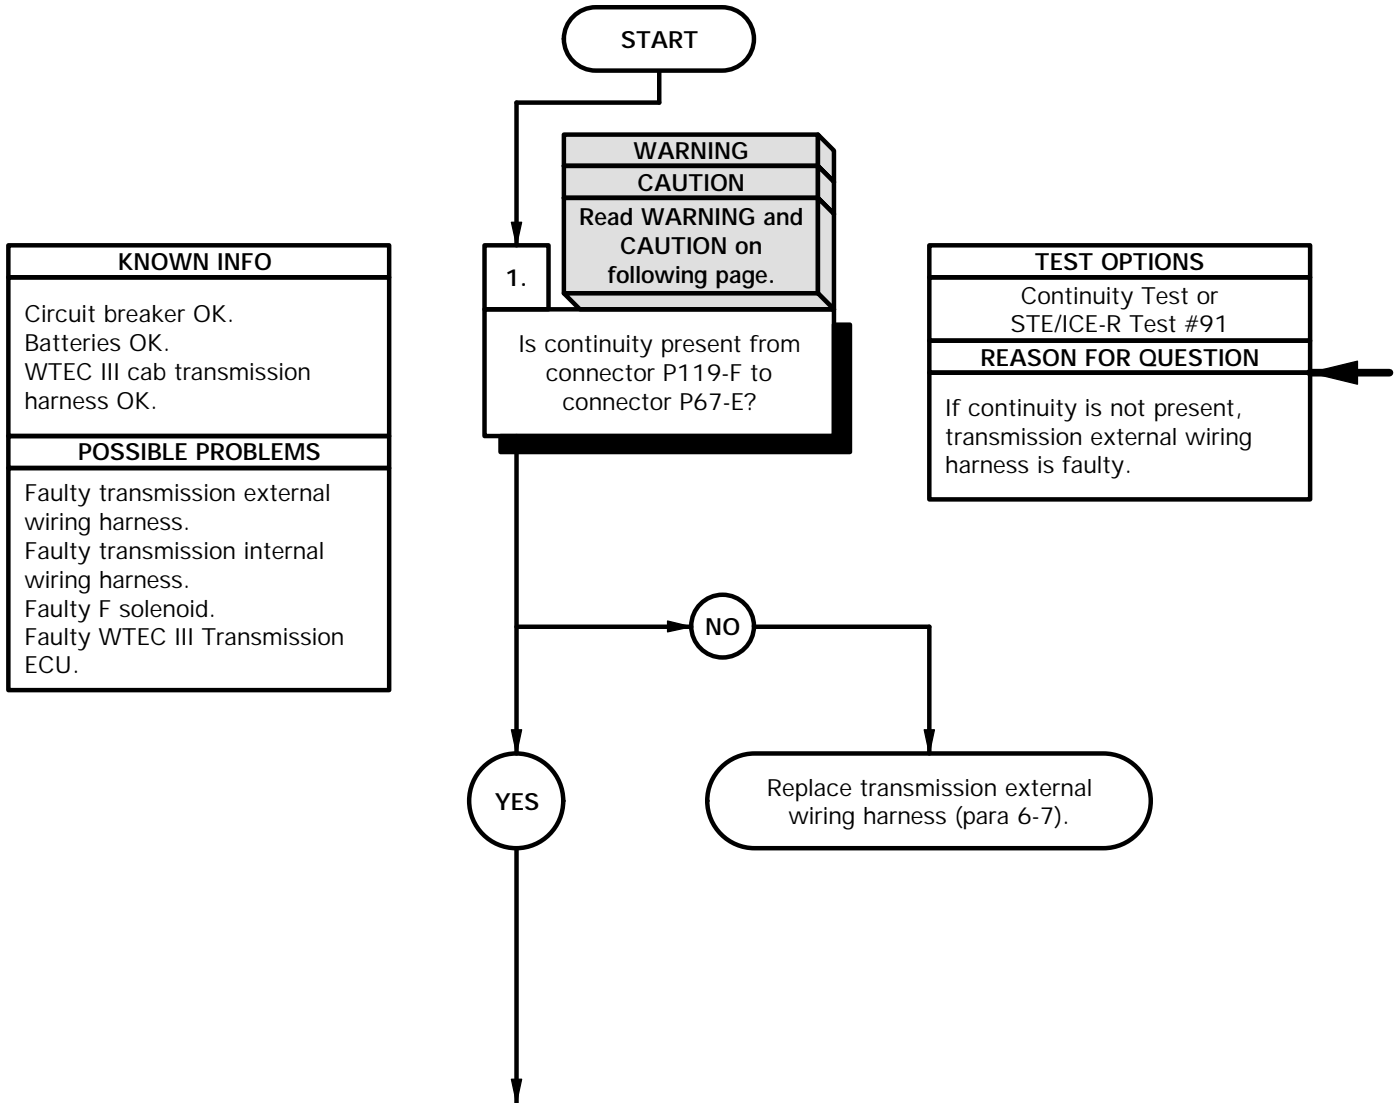 START
WARNING
CAUTION
Read WARNING and
CAUTION on
following page.
1.
Is continuity present from
connector P119-F to
connector P67-E?
KNOWN INFO
Circuit breaker OK.
Batteries OK.
WTEC III cab transmission
harness OK.
POSSIBLE PROBLEMS
Faulty transmission external
wiring harness.
Faulty transmission internal
wiring harness.
Faulty F solenoid.
Faulty WTEC III Transmission
ECU.
TEST OPTIONS
Continuity Test or
STE/ICE-R Test #91
REASON FOR QUESTION
If continuity is not present,
transmission external wiring
harness is faulty.
NO
YES
Replace transmission external
wiring harness (para 6-7).